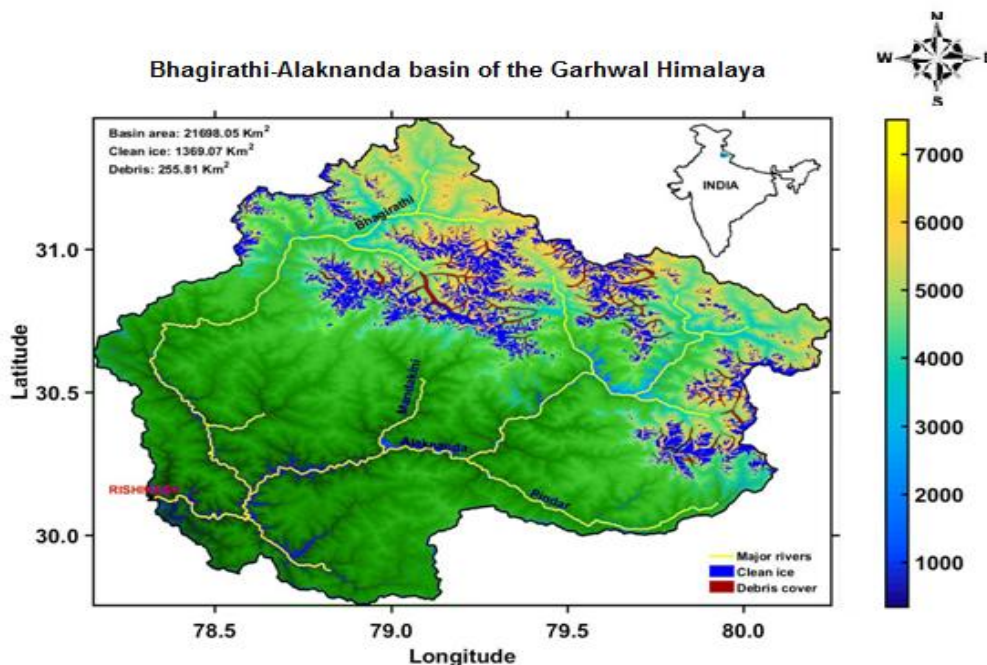 N
W
S
Bhagirathi-Alaknanda basin of the Garhwal Himalaya
Basin area: 21698.05 Km²
Clean ice: 1369.07 Km²
Debris: 255.81 Km²
INDIA
7000
6000
5000
4000
3000
2000
1000
Bhagirathi
Mandakini
Alaknanda
Pindar
Major rivers
Clean ice
Debris cover
31.0
30.5
30.0
Latitude
78.5 79.0 79.5 80.0
Longitude